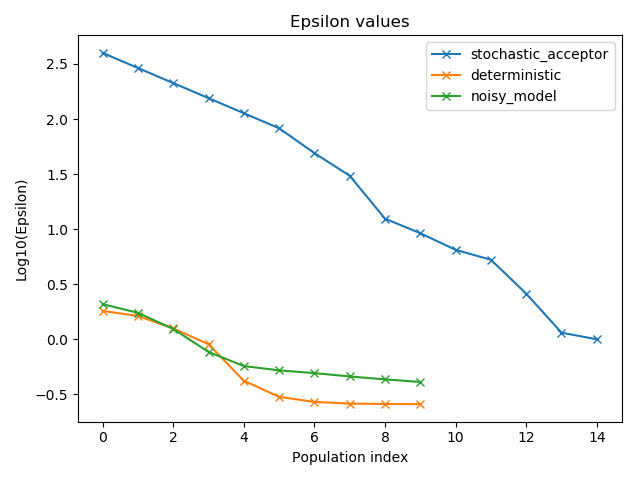 Epsilon values
stochastic_acceptor
deterministic
noisy_model
Log10(Epsilon)
2.5
2.0
1.5
1.0
0.5
0.0
−0.5
0 2 4 6 8 10 12 14
Population index